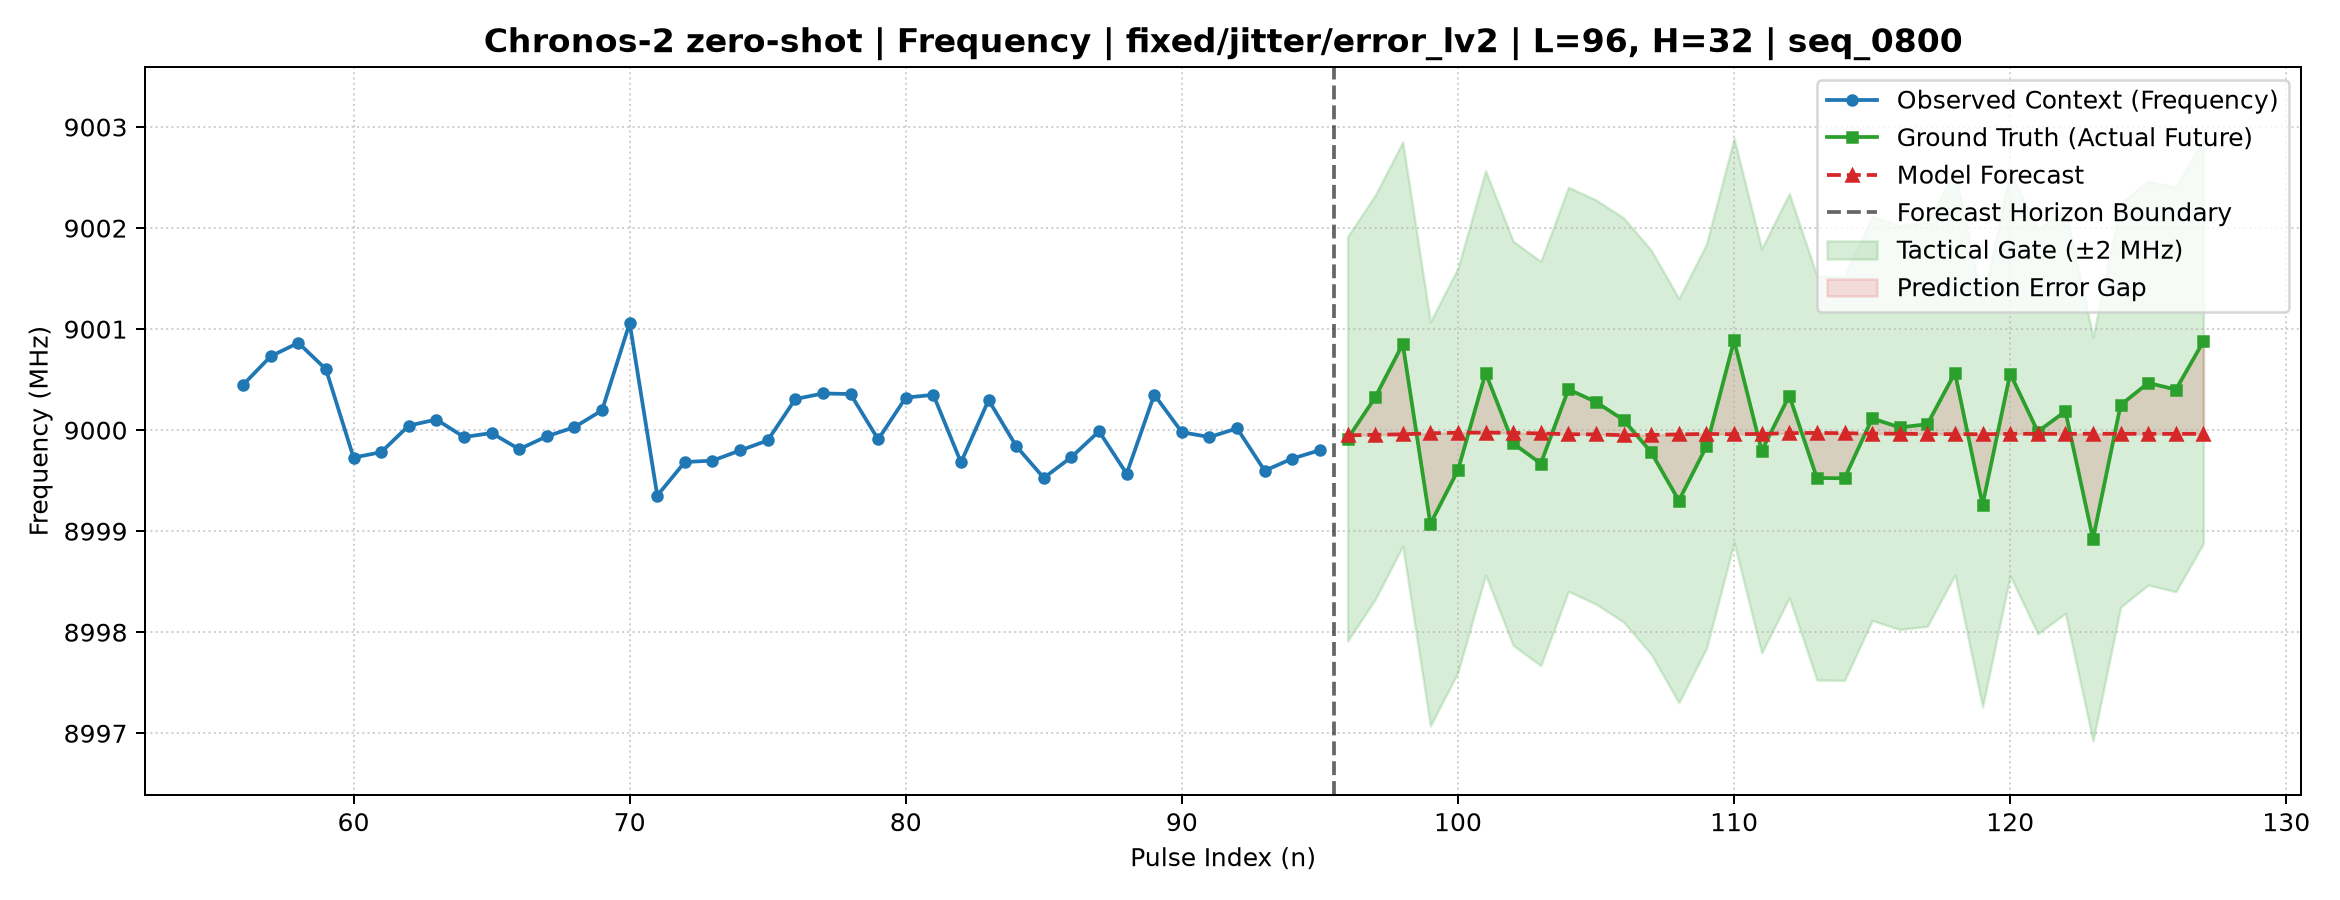 Chronos-2 zero-shot | Frequency | fixed/jitter/error_lv2 | L=96, H=32 | seq_0800
Frequency (MHz)
9003
9002
9001
9000
8999
8998
8997
Observed Context (Frequency)
Ground Truth (Actual Future)
Model Forecast
Forecast Horizon Boundary
Tactical Gate (±2 MHz)
Prediction Error Gap
60 70 80 90 100 110 120 130
Pulse Index (n)